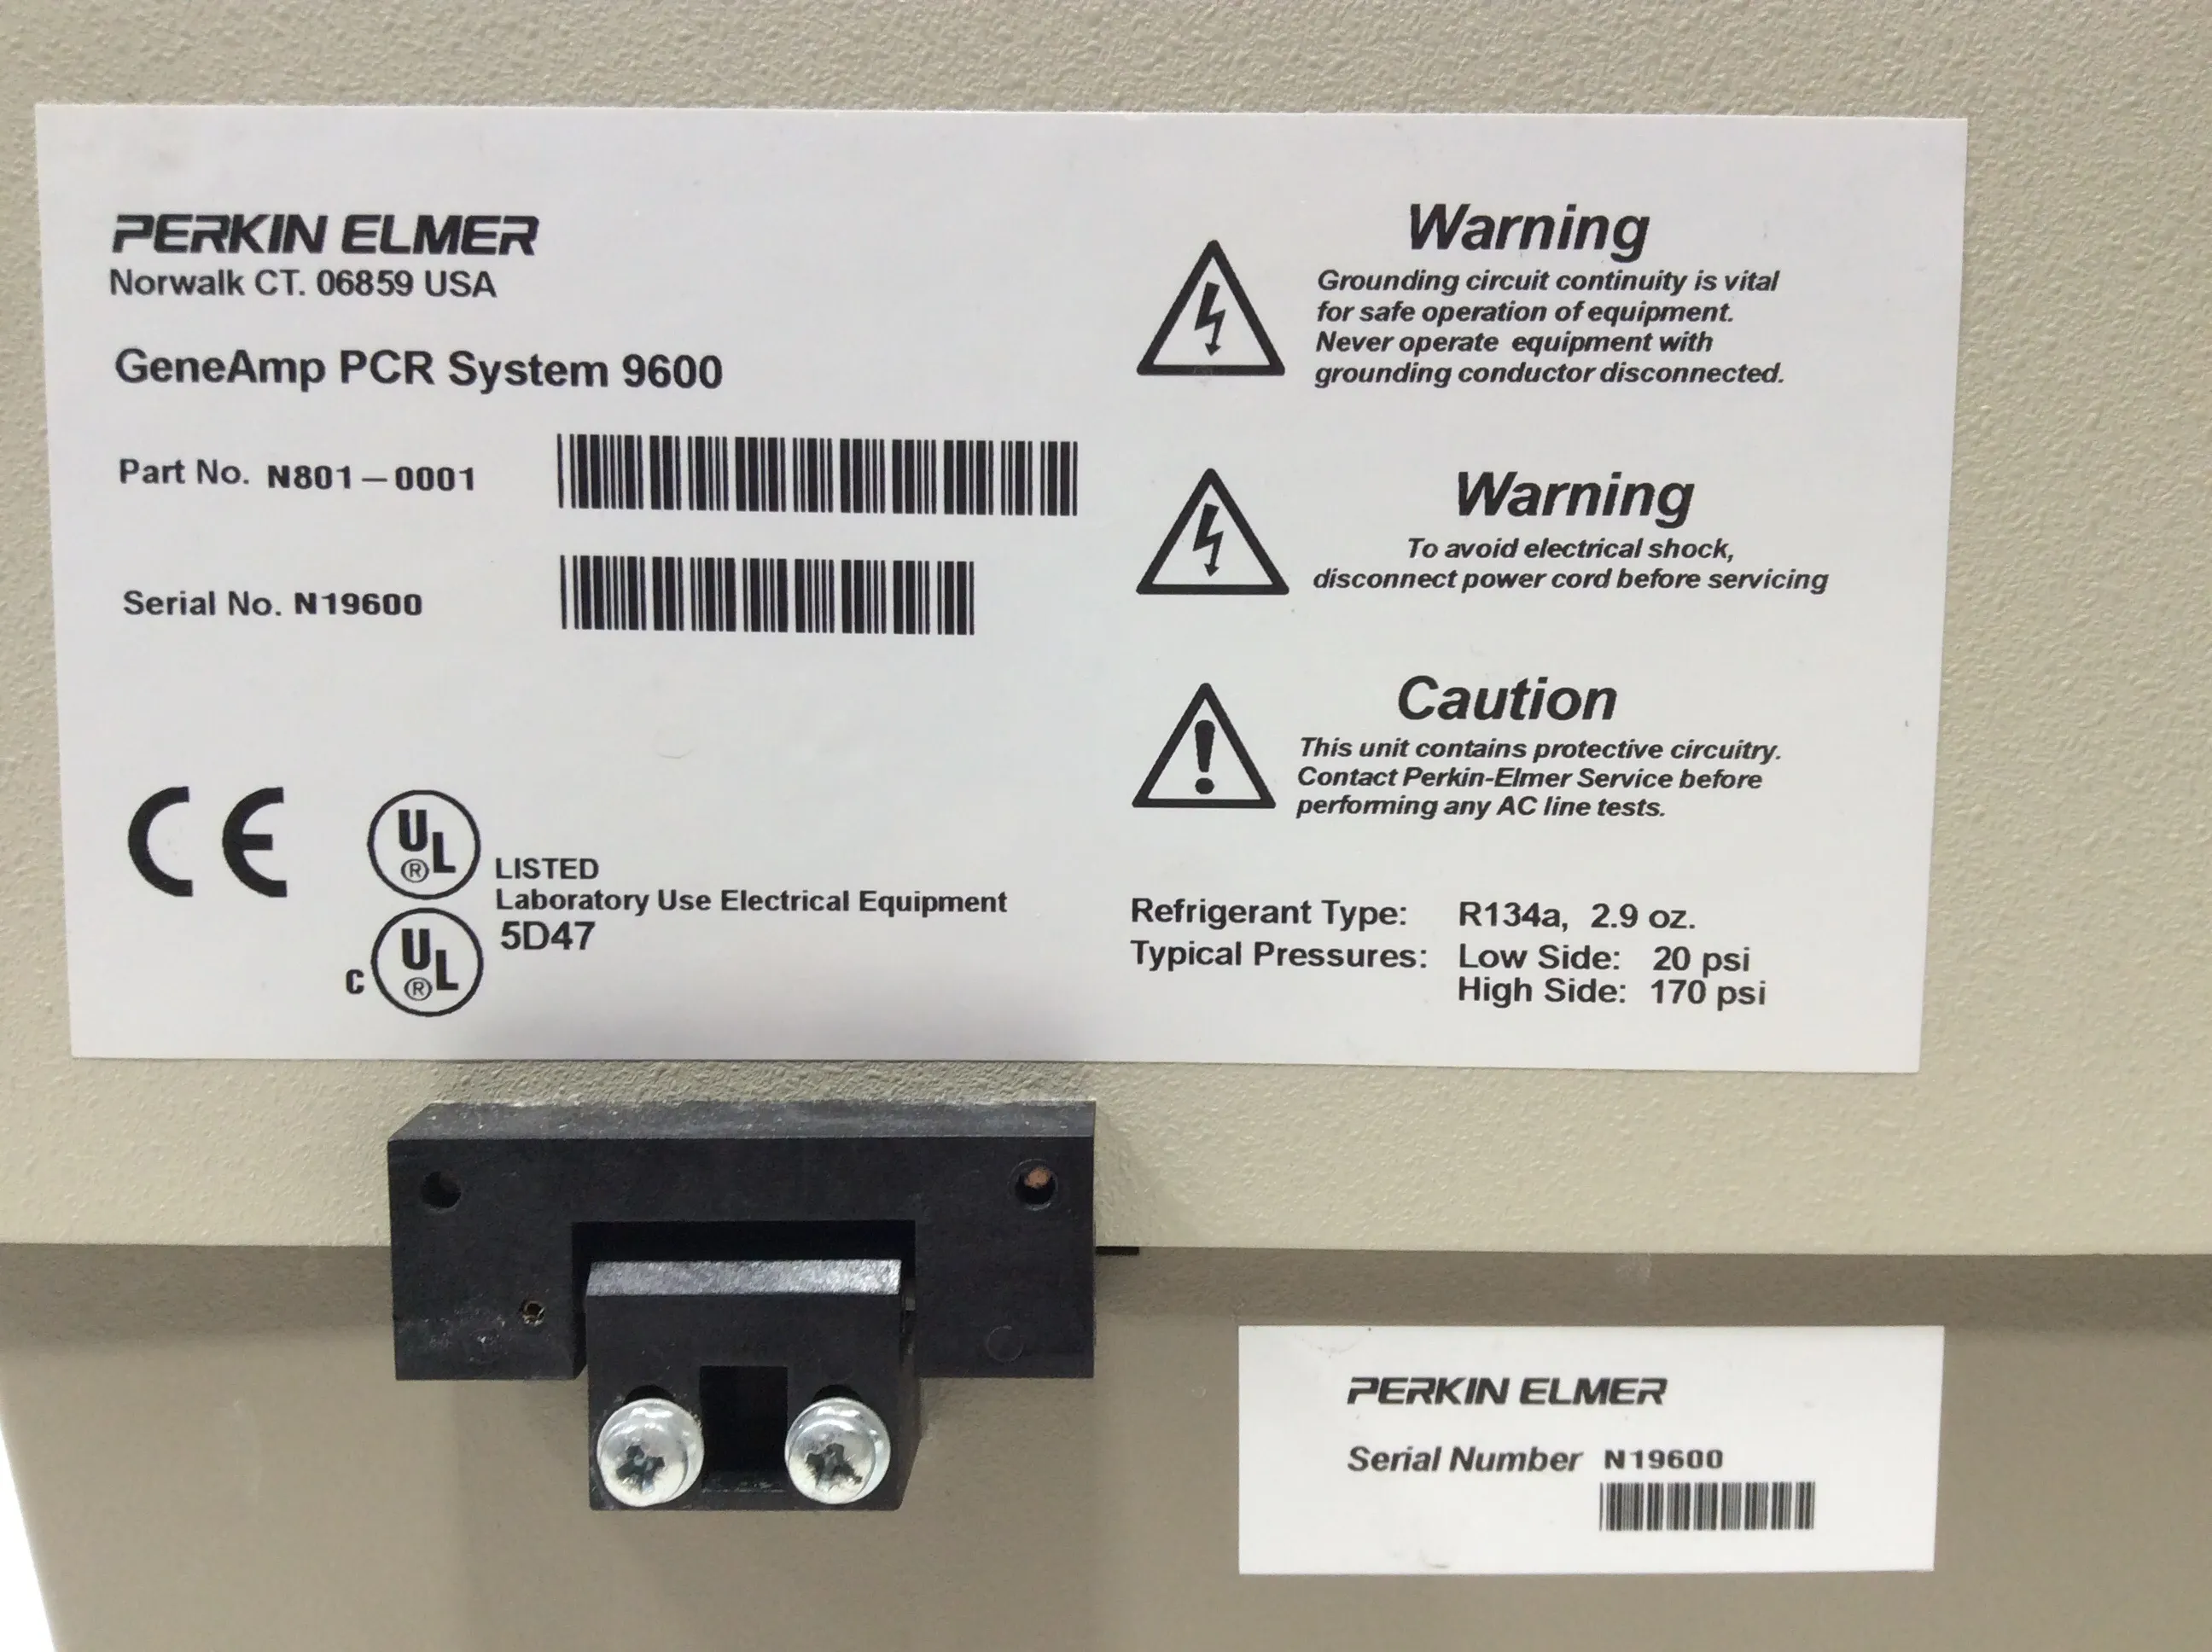 PERKIN ELMER
Norwalk CT. 06859 USA
GeneAmp PCR System 9600
Part No. N801-0001
Serial No. N19600
CE
UL
®
LISTED
Laboratory Use Electrical Equipment
5D47
C
UL
®
Warning
Grounding circuit continuity is vital
for safe operation of equipment.
Never operate equipment with
grounding conductor disconnected.
Warning
To avoid electrical shock,
disconnect power cord before servicing
Caution
This unit contains protective circuitry.
Contact Perkin-Elmer Service before
performing any AC line tests.
Refrigerant Type: R134a, 2.9 oz.
Typical Pressures: Low Side: 20 psi
High Side: 170 psi
PERKIN ELMER
Serial Number N19600